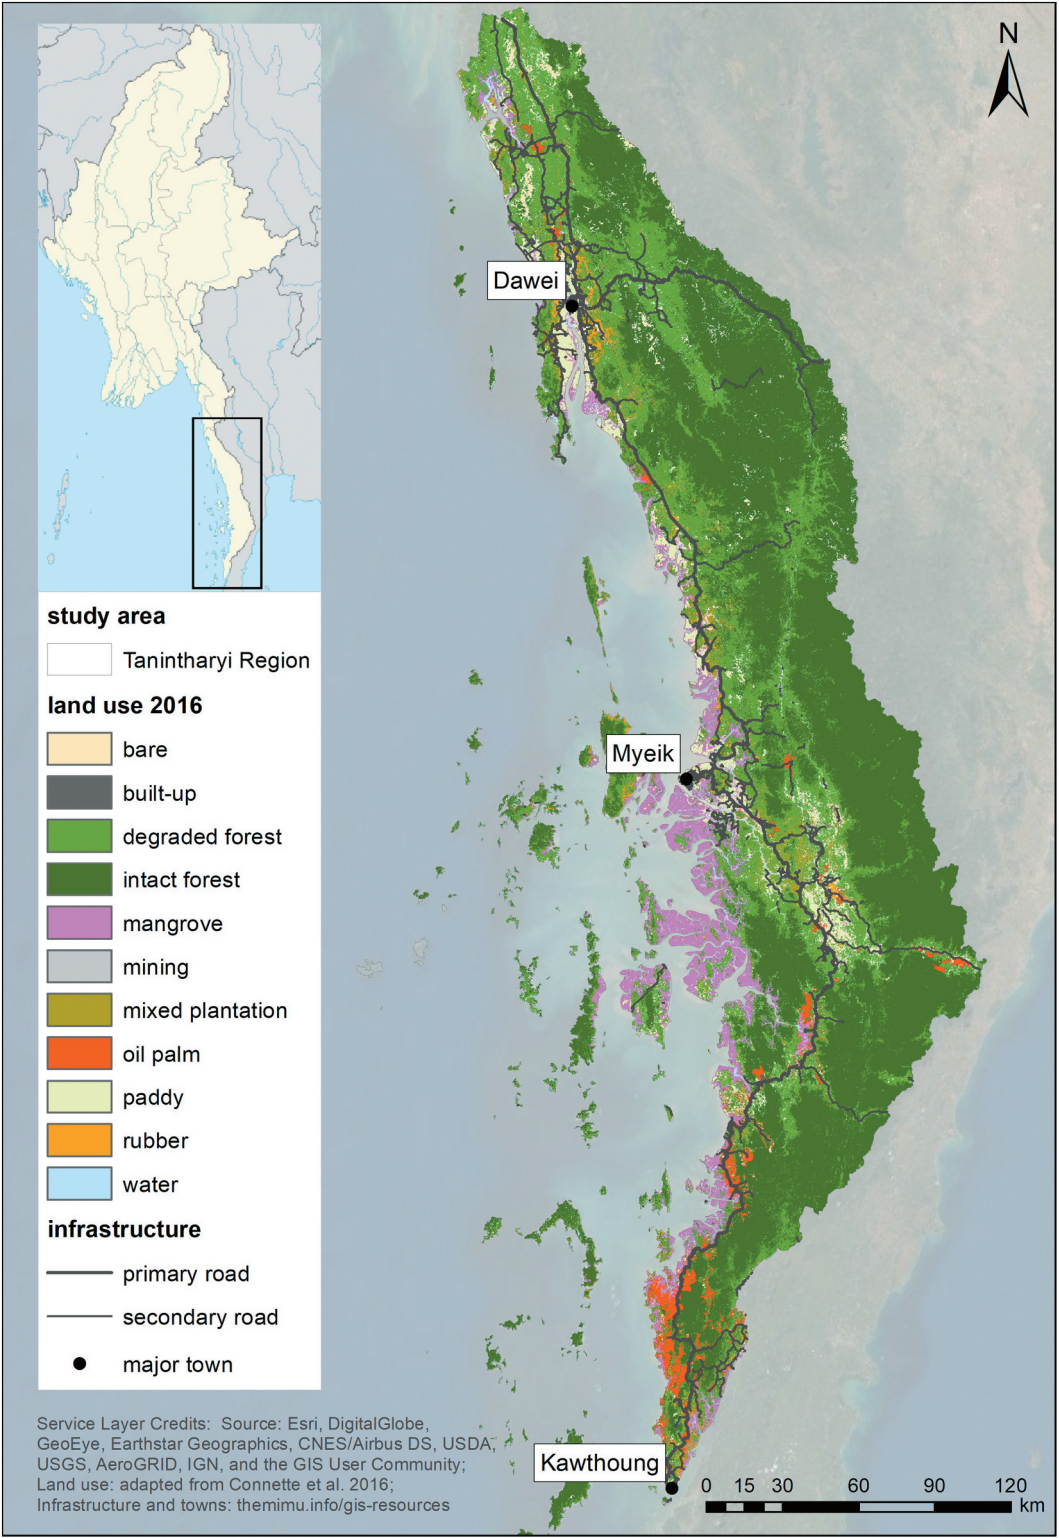 N
Dawei
Myeik
Kawthoung
study area
Tanintharyi Region
land use 2016
bare
built-up
degraded forest
intact forest
mangrove
mining
mixed plantation
oil palm
paddy
rubber
water
infrastructure
primary road
secondary road
major town
Service Layer Credits: Source: Esri, DigitalGlobe,
GeoEye, Earthstar Geographics, CNES/Airbus DS, USDA,
USGS, AeroGRID, IGN, and the GIS User Community;
Land use: adapted from Connette et al. 2016;
Infrastructure and towns: themimu.info/gis-resources
0 15 30 60 90 120
km